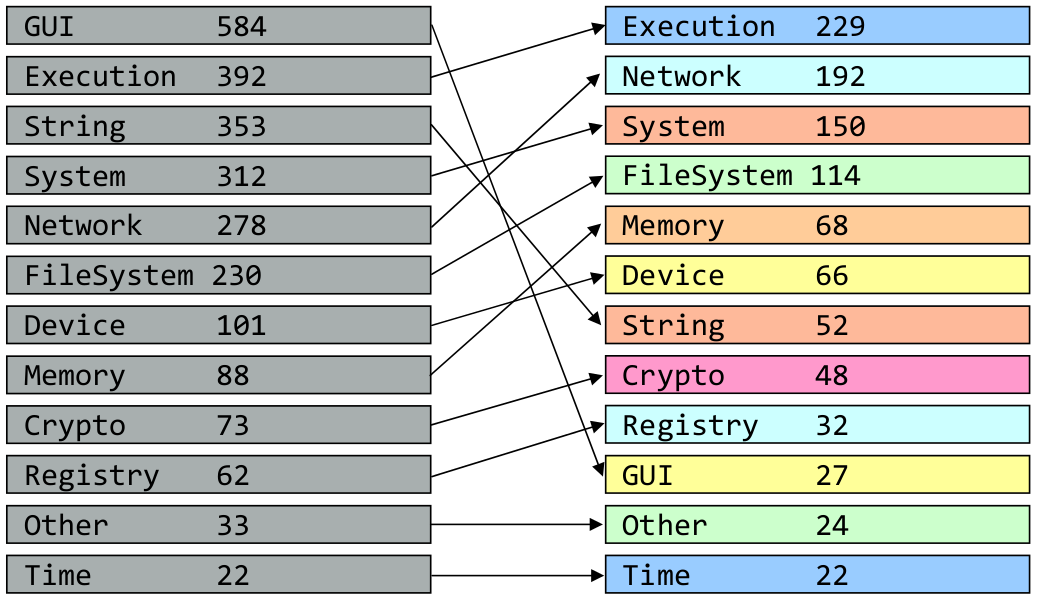 GUI 584
Execution 392
String 353
System 312
Network 278
FileSystem 230
Device 101
Memory 88
Crypto 73
Registry 62
Other 33
Time 22
Execution 229
Network 192
System 150
FileSystem 114
Memory 68
Device 66
String 52
Crypto 48
Registry 32
GUI 27
Other 24
Time 22